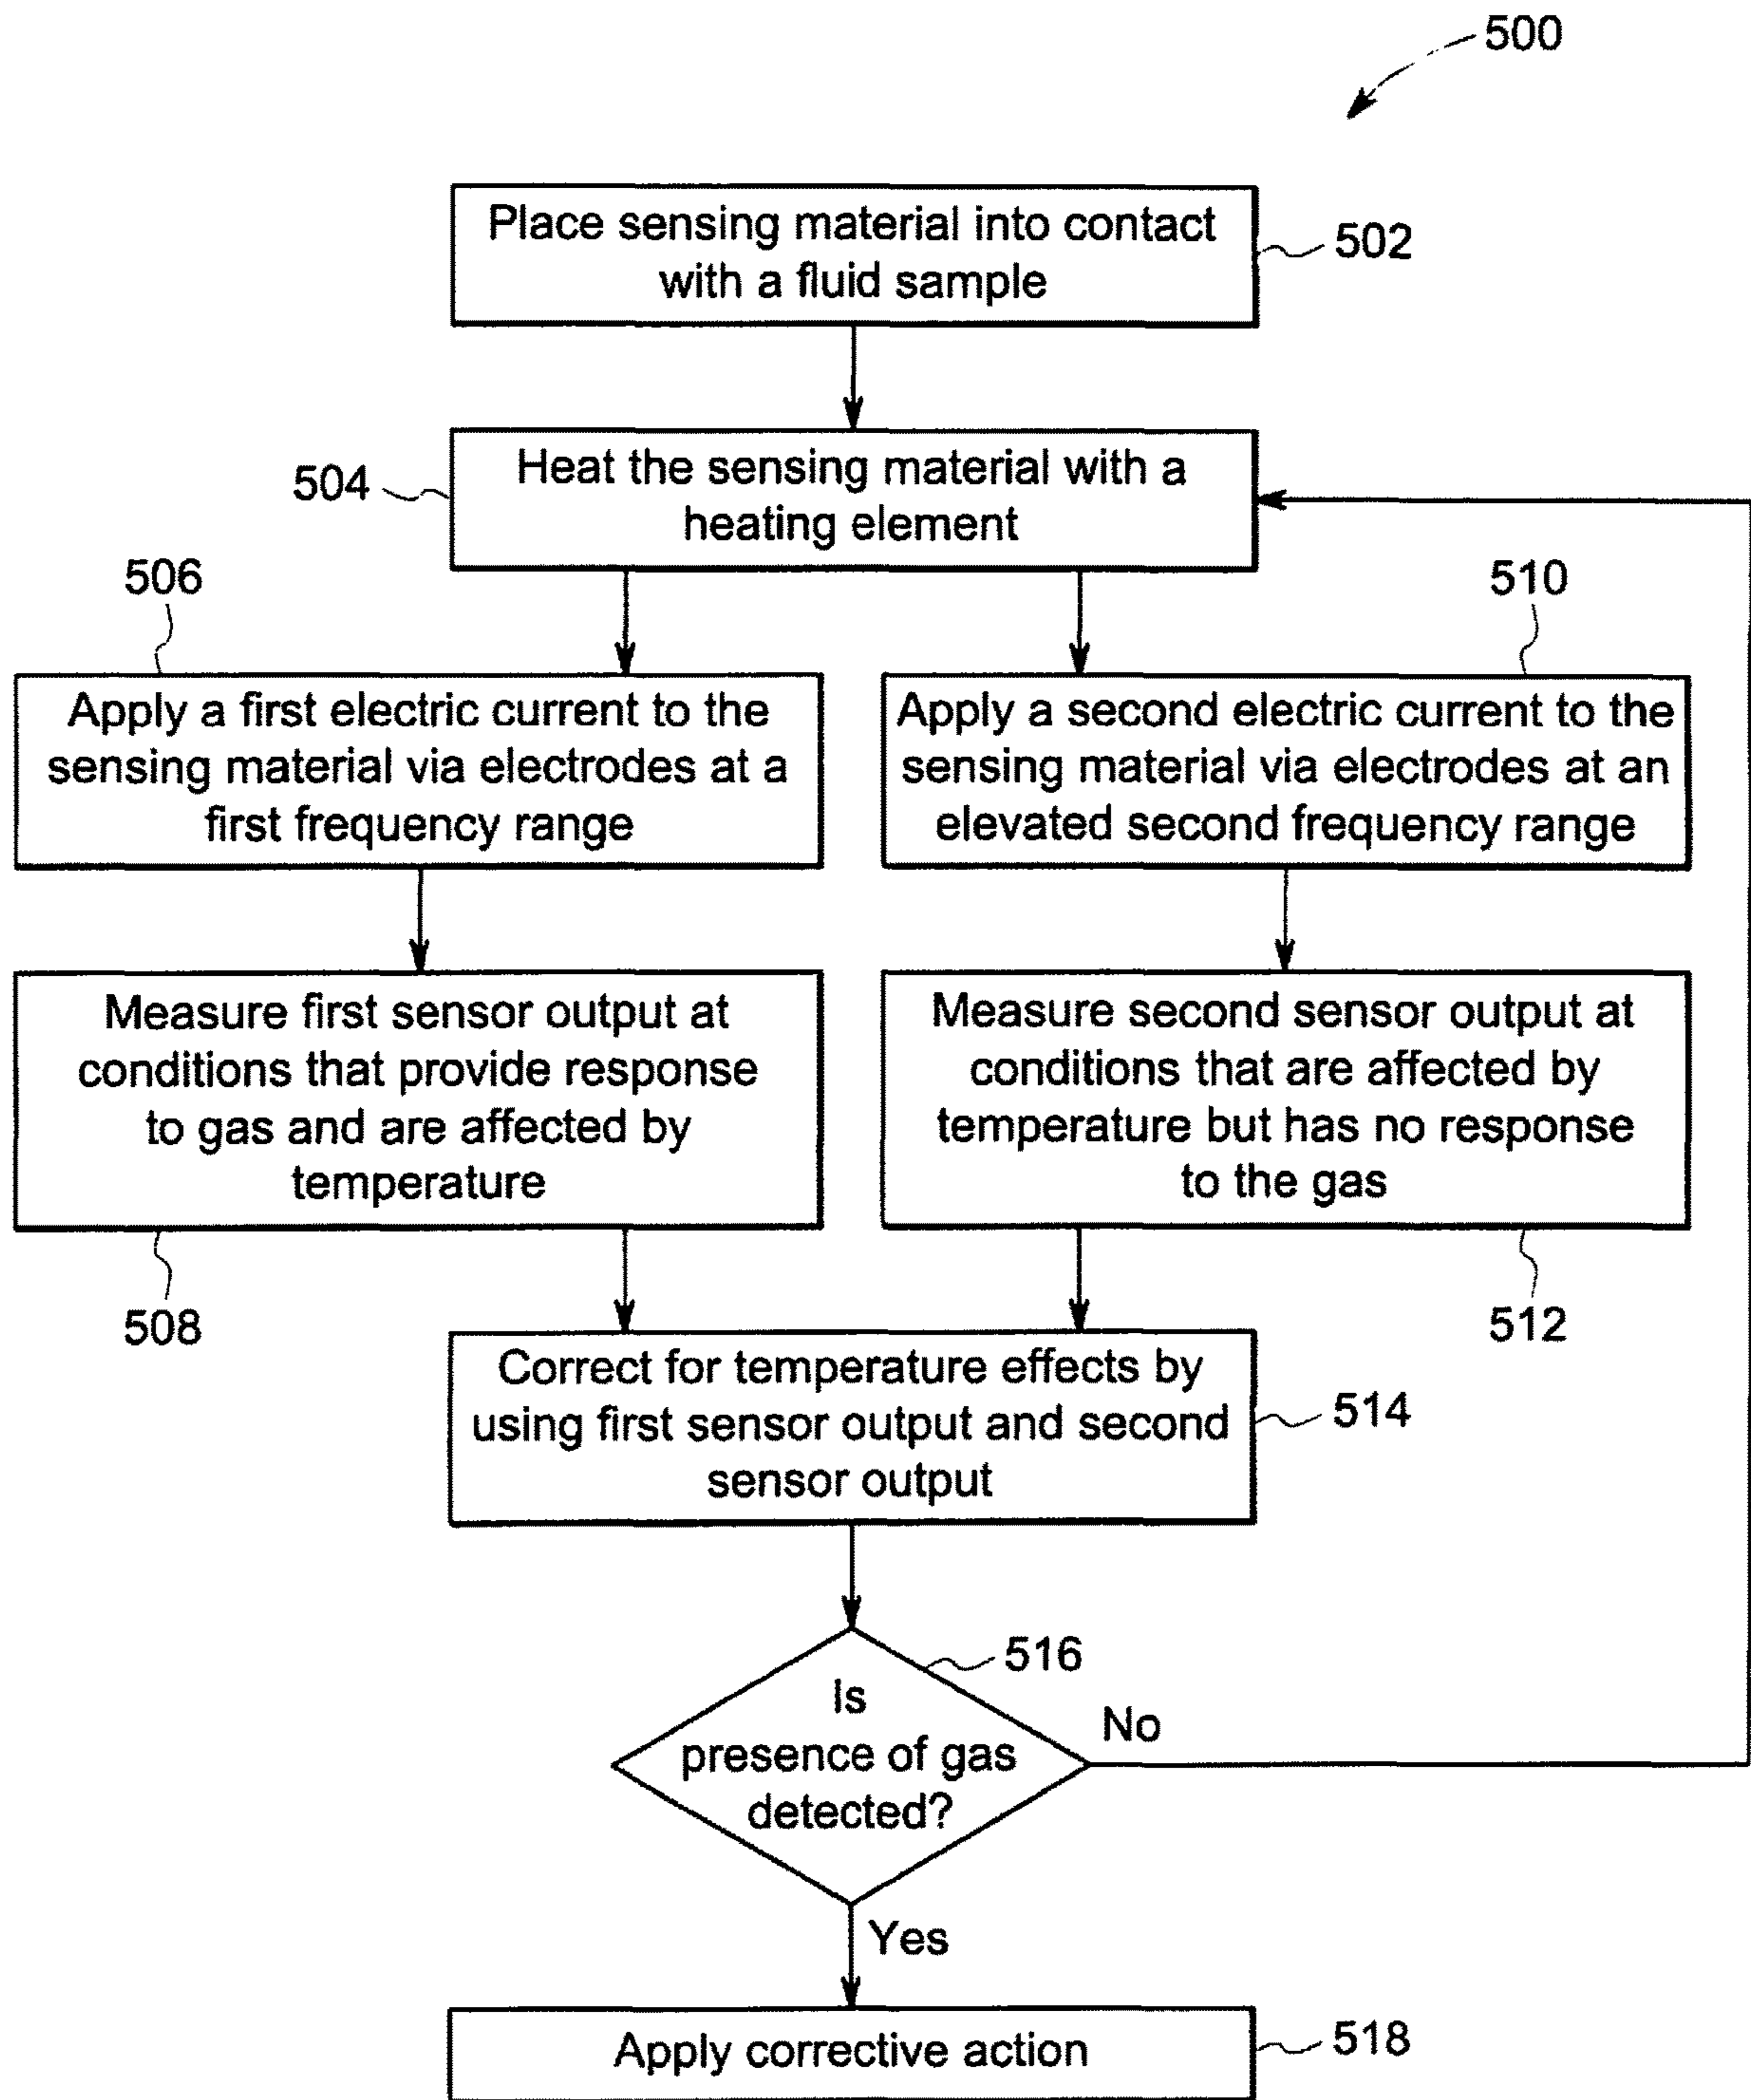 500
Place sensing material into contact
with a fluid sample
502
504
Heat the sensing material with a
heating element
506
510
Apply a first electric current to the
sensing material via electrodes at a
first frequency range
Apply a second electric current to the
sensing material via electrodes at an
elevated second frequency range
Measure first sensor output at
conditions that provide response
to gas and are affected by
temperature
Measure second sensor output at
conditions that are affected by
temperature but has no response
to the gas
508
512
Correct for temperature effects by
using first sensor output and second
sensor output
514
516
Is
presence of gas
detected?
No
Yes
Apply corrective action
518